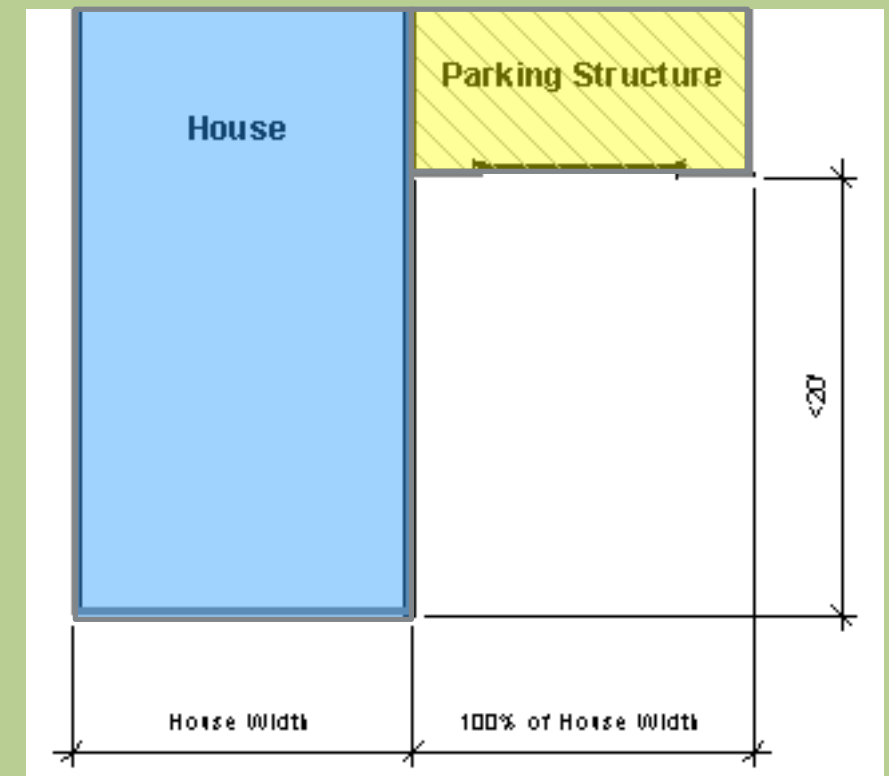 Parking Structure
House
<20'
House Width
100% of House Width